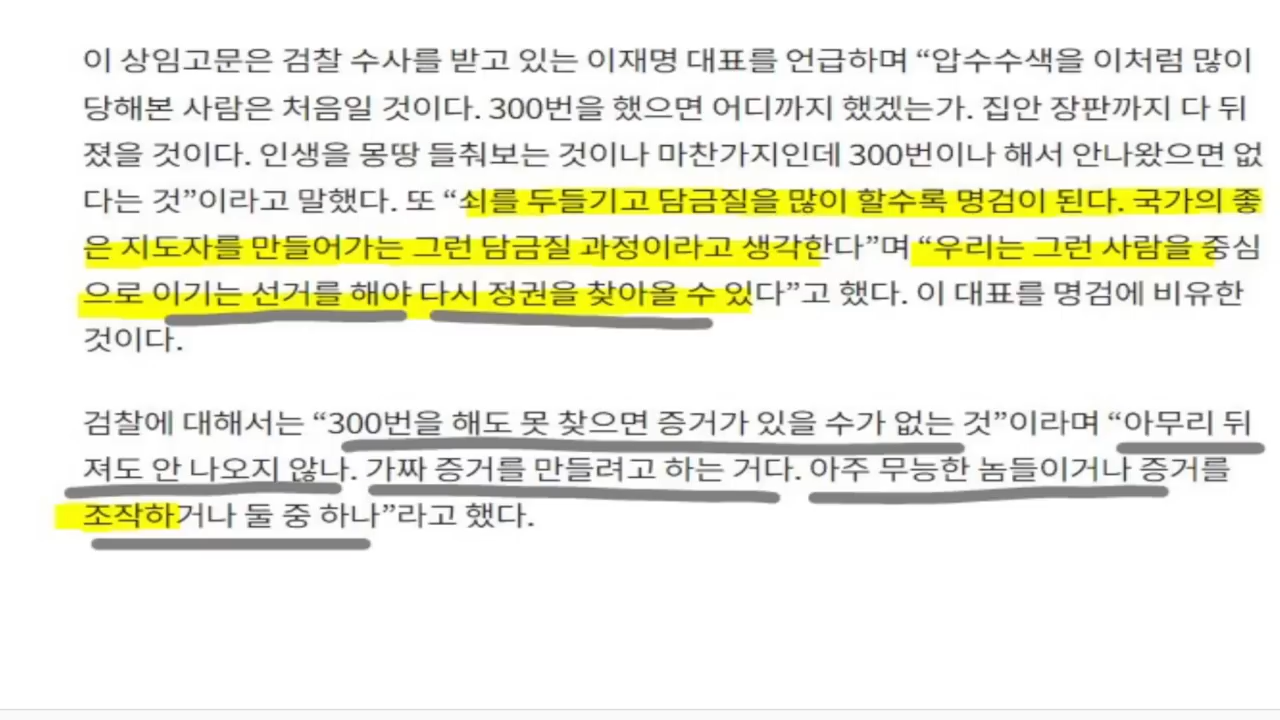 이 상임고문은 검찰 수사를 받고 있는 이재명 대표를 언급하며 “압수수색을 이처럼 많이
당해본 사람은 처음일 것이다. 300번을 했으면 어디까지 했겠는가. 집안 장판까지 다 뒤
졌을 것이다. 인생을 몽땅 들춰보는 것이나 마찬가지인데 300번이나 해서 안나왔으면 없
다는 것”이라고 말했다. 또 “쇠를 두들기고 담금질을 많이 할수록 명검이 된다. 국가의 좋
은 지도자를 만들어가는 그런 담금질 과정이라고 생각한다”며 “우리는 그런 사람을 중심
으로 이기는 선거를 해야 다시 정권을 찾아올 수 있다”고 했다. 이 대표를 명검에 비유한
것이다.
검찰에 대해서는 “300번을 해도 못 찾으면 증거가 있을 수가 없는 것”이라며 “아무리 뒤
져도 안 나오지 않나. 가짜 증거를 만들려고 하는 거다. 아주 무능한 놈들이거나 증거를
조작하거나 둘 중 하나”라고 했다.